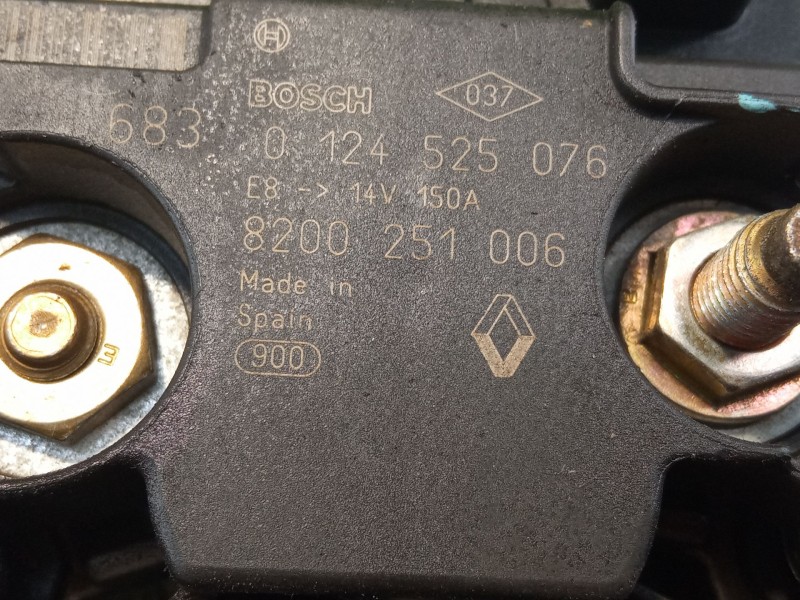 BOSCH 037
683 0 124 525 076
E8 -> 14V 150A
8200 251 006
Made in
Spain
900
E